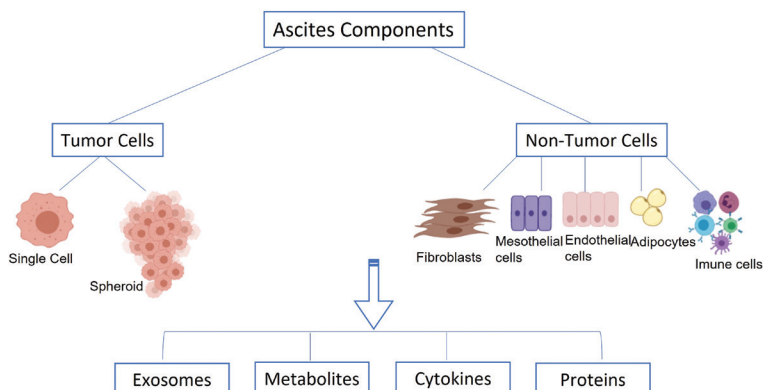 Ascites Components
Tumor Cells
Non-Tumor Cells
Single Cell
Spheroid
Fibroblasts
Mesothelial
cells
Endothelial
cells
Adipocytes
Imune cells
Exosomes
Metabolites
Cytokines
Proteins